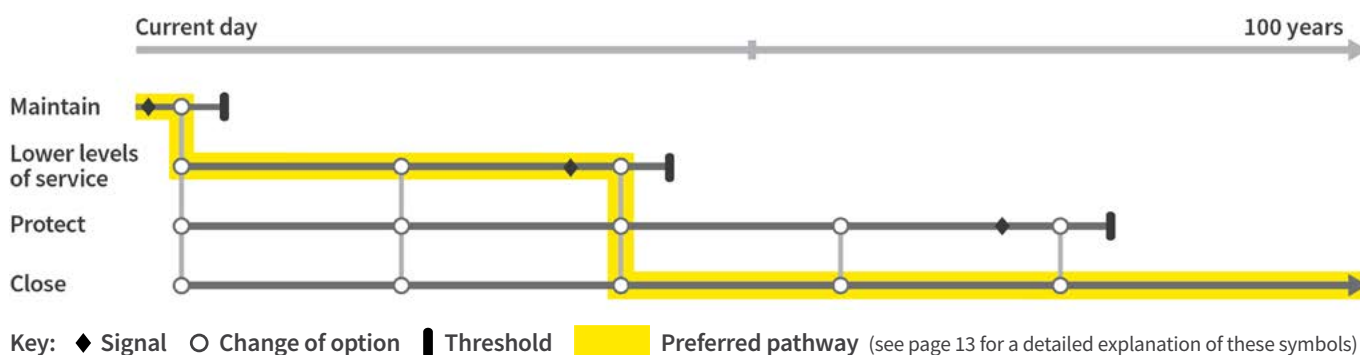 Current day 100 years
Maintain
Lower levels
of service
Protect
Close
Key: Signal Change of option Threshold Preferred pathway (see page 13 for a detailed explanation of these symbols)